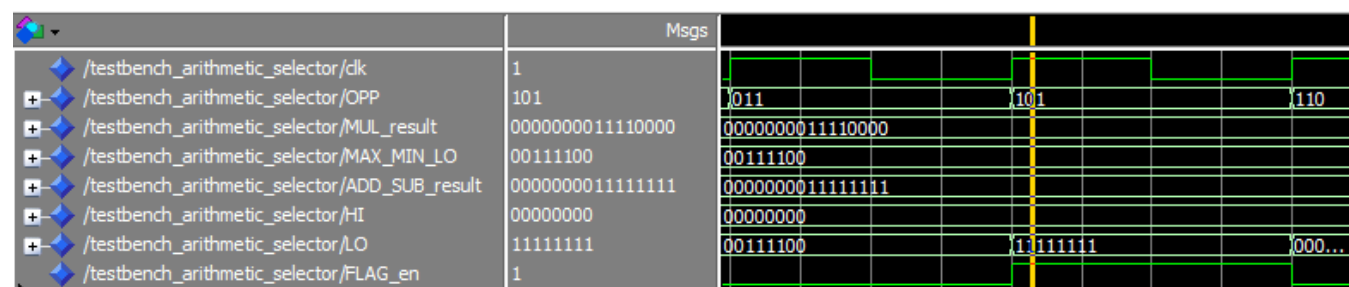 Msgs
/testbench_arithmetic_selector/clk 1
/testbench_arithmetic_selector/OPP 101 011 101 110
/testbench_arithmetic_selector/MUL_result 0000000011110000 0000000011110000
/testbench_arithmetic_selector/MAX_MIN_LO 00111100 00111100
/testbench_arithmetic_selector/ADD_SUB_result 0000000011111111 0000000011111111
/testbench_arithmetic_selector/HI 00000000 00000000
/testbench_arithmetic_selector/LO 11111111 00111100 11111111 000...
/testbench_arithmetic_selector/FLAG_en 1